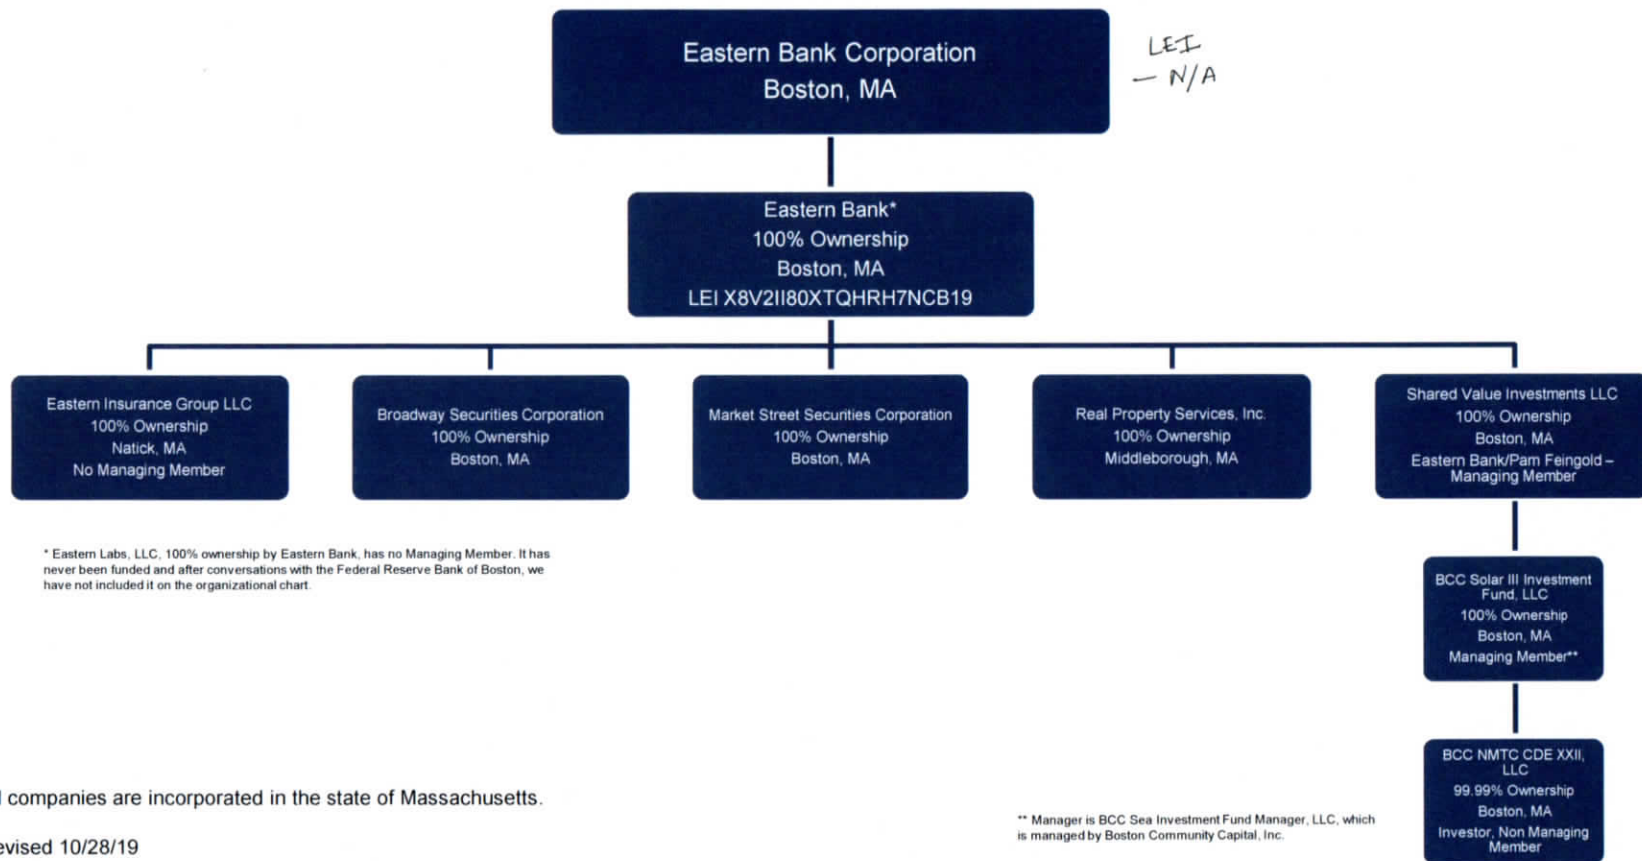 Eastern Bank Corporation
Boston, MA
LEI
— N/A
Eastern Bank*
100% Ownership
Boston, MA
LEI X8V2II80XTQHRH7NCB19
Eastern Insurance Group LLC
100% Ownership
Natick, MA
No Managing Member
Broadway Securities Corporation
100% Ownership
Boston, MA
Market Street Securities Corporation
100% Ownership
Boston, MA
Real Property Services, Inc.
100% Ownership
Middleborough, MA
Shared Value Investments LLC
100% Ownership
Boston, MA
Eastern Bank/Pam Feingold –
Managing Member
* Eastern Labs, LLC, 100% ownership by Eastern Bank, has no Managing Member. It has
never been funded and after conversations with the Federal Reserve Bank of Boston, we
have not included it on the organizational chart.
BCC Solar III Investment
Fund, LLC
100% Ownership
Boston, MA
Managing Member**
BCC NMTC CDE XXII,
LLC
99.99% Ownership
Boston, MA
Investor, Non Managing
Member
l companies are incorporated in the state of Massachusetts.
evised 10/28/19
** Manager is BCC Sea Investment Fund Manager, LLC, which
is managed by Boston Community Capital, Inc.